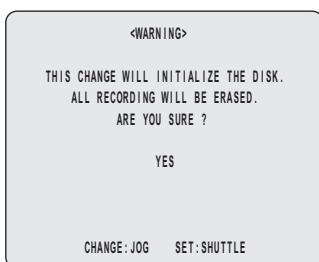 <WARNING>
THIS CHANGE WILL INITIALIZE THE DISK.
ALL RECORDING WILL BE ERASED.
ARE YOU SURE ?
YES
CHANGE:JOG SET:SHUTTLE